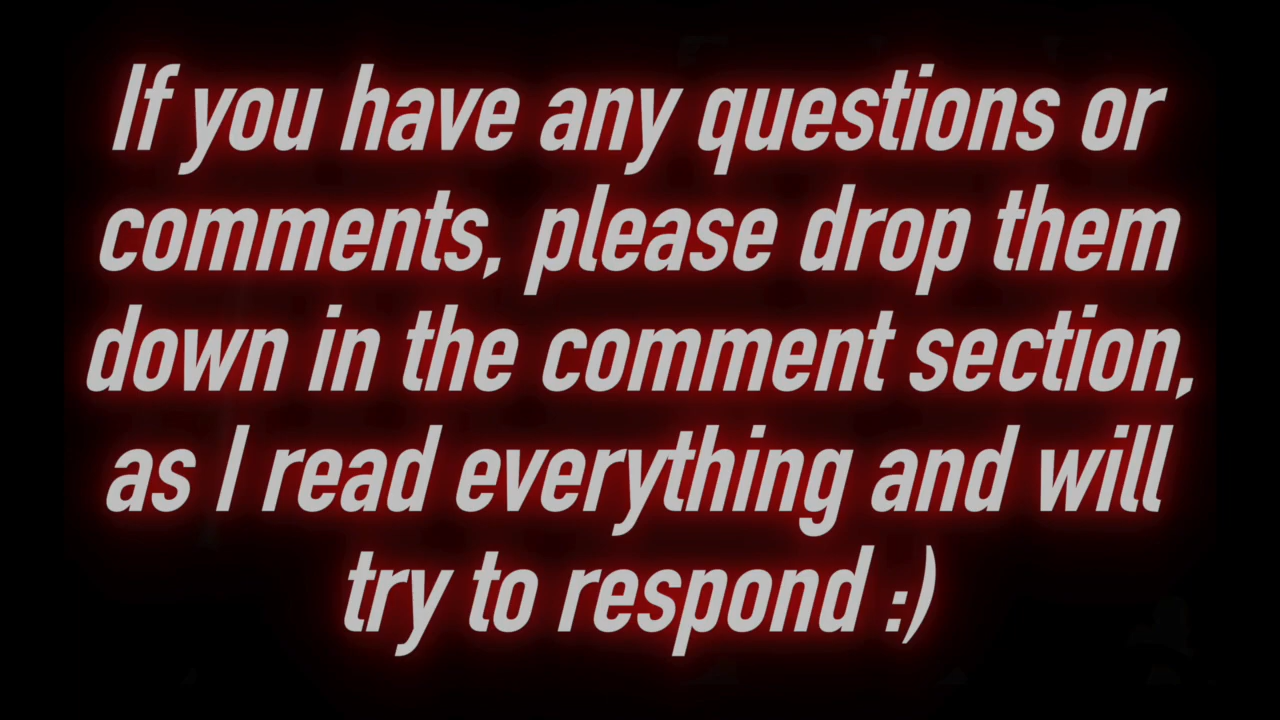 If you have any questions or
comments, please drop them
down in the comment section,
as I read everything and will
try to respond :)